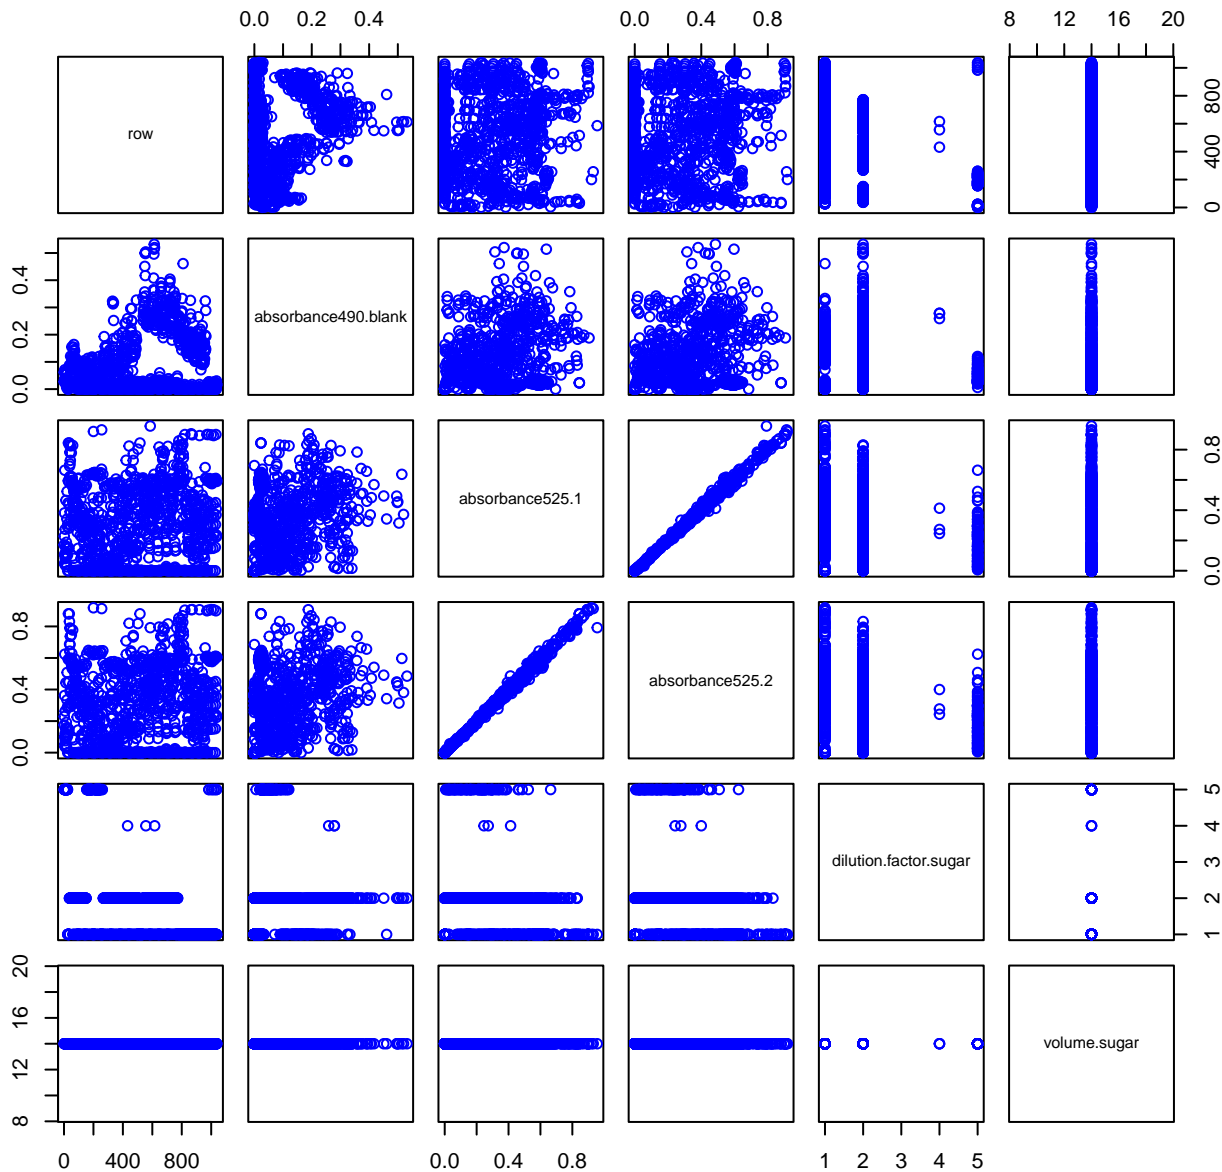 0.0 0.2 0.4 0.0 0.4 0.8 8 12 16 20
row 0 400 800
0.0 0.2 0.4 absorbance490.blank
absorbance525.1 0.0 0.4 0.8
0.0 0.4 0.8 absorbance525.2
dilution.factor.sugar 1 2 3 4 5
8 12 16 20 volume.sugar
0 400 800 0.0 0.4 0.8 1 2 3 4 5